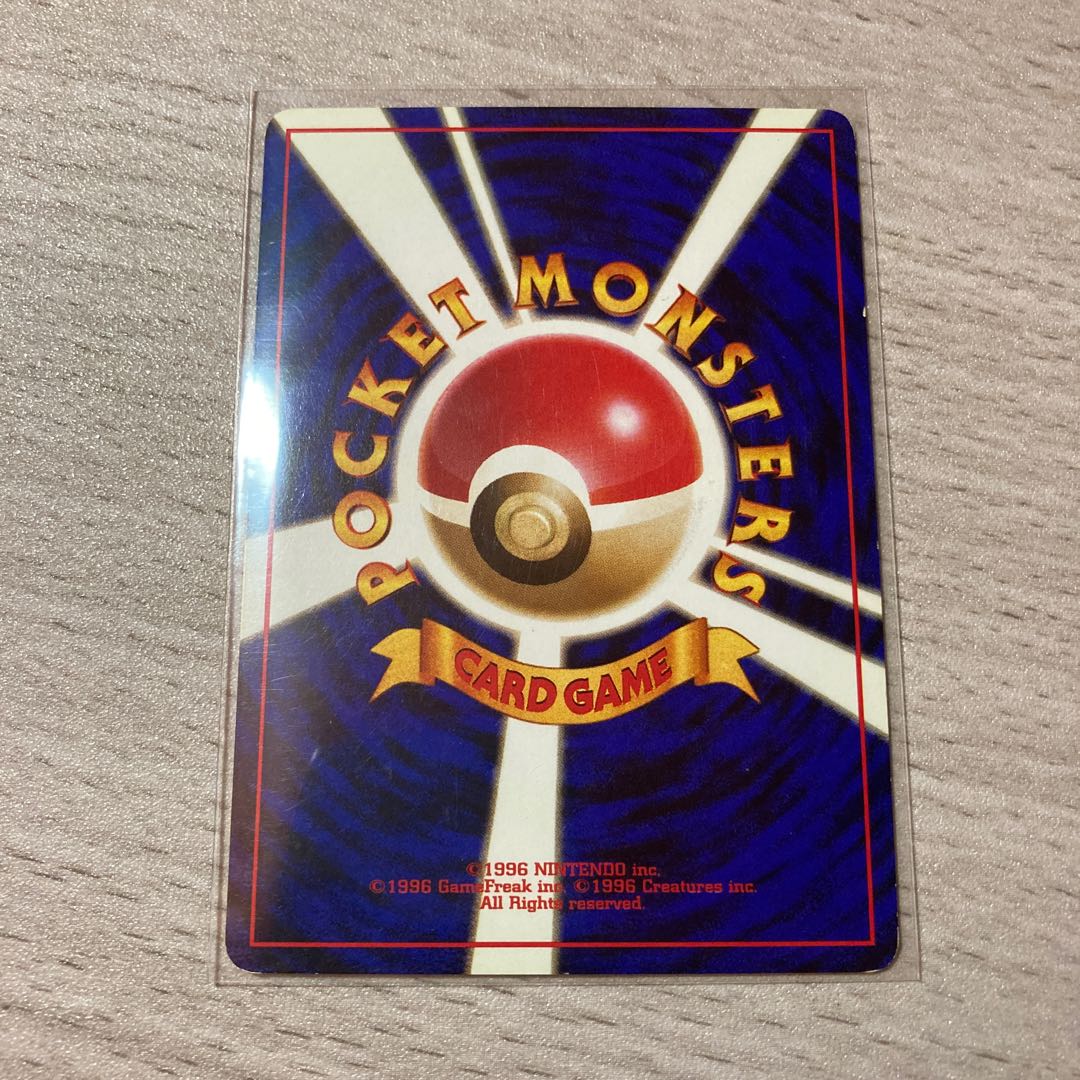 POCKET MONSTERS
CARD GAME
©1996 NINTENDO inc.
©1996 GameFreak inc. ©1996 Creatures inc.
All Rights reserved.